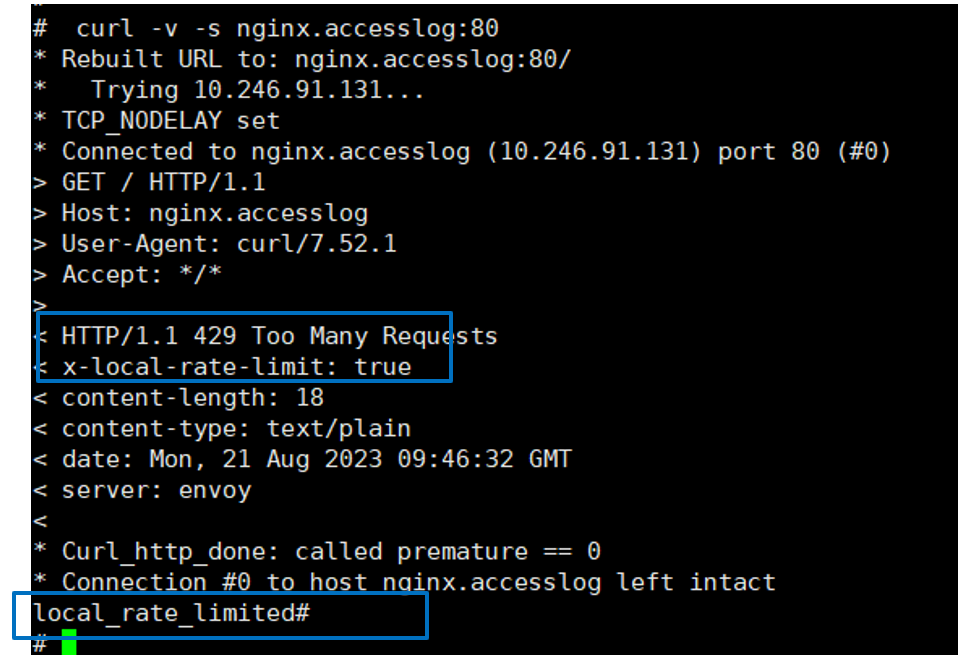 #  curl -v -s nginx.accesslog:80
* Rebuilt URL to: nginx.accesslog:80/
*   Trying 10.246.91.131...
* TCP_NODELAY set
* Connected to nginx.accesslog (10.246.91.131) port 80 (#0)
> GET / HTTP/1.1
> Host: nginx.accesslog
> User-Agent: curl/7.52.1
> Accept: */*
>
< HTTP/1.1 429 Too Many Requests
< x-local-rate-limit: true
< content-length: 18
< content-type: text/plain
< date: Mon, 21 Aug 2023 09:46:32 GMT
< server: envoy
<
* Curl_http_done: called premature == 0
* Connection #0 to host nginx.accesslog left intact
local_rate_limited#
#